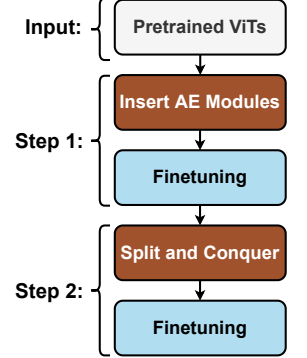 Input:
Pretrained ViTs
Step 1:
Insert AE Modules
Finetuning
Step 2:
Split and Conquer
Finetuning